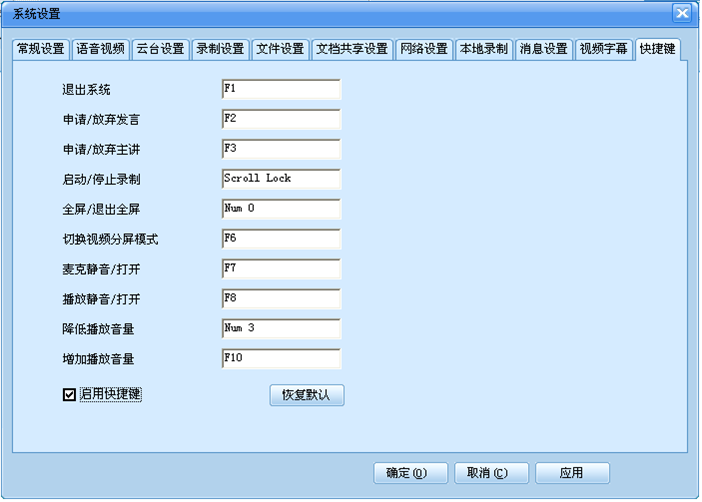 系统设置
常规设置 语音视频 云台设置 录制设置 文件设置 文档共享设置 网络设置 本地录制 消息设置 视频字幕 快捷键
退出系统 F1
申请/放弃发言 F2
申请/放弃主讲 F3
启动/停止录制 Scroll Lock
全屏/退出全屏 Num 0
切换视频分屏模式 F6
麦克静音/打开 F7
播放静音/打开 F8
降低播放音量 Num 3
增加播放音量 F10
启用快捷键 恢复默认
确定(O) 取消(C) 应用